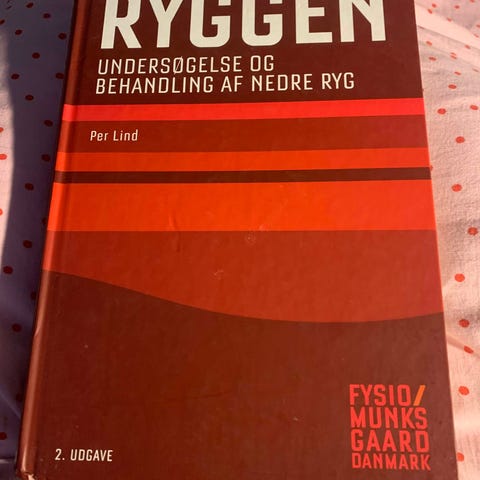 RYGGEN
UNDERSØGELSE OG
BEHANDLING AF NEDRE RYG
Per Lind
FYSIO/
MUNKS
GAARD
DANMARK
2. UDGAVE